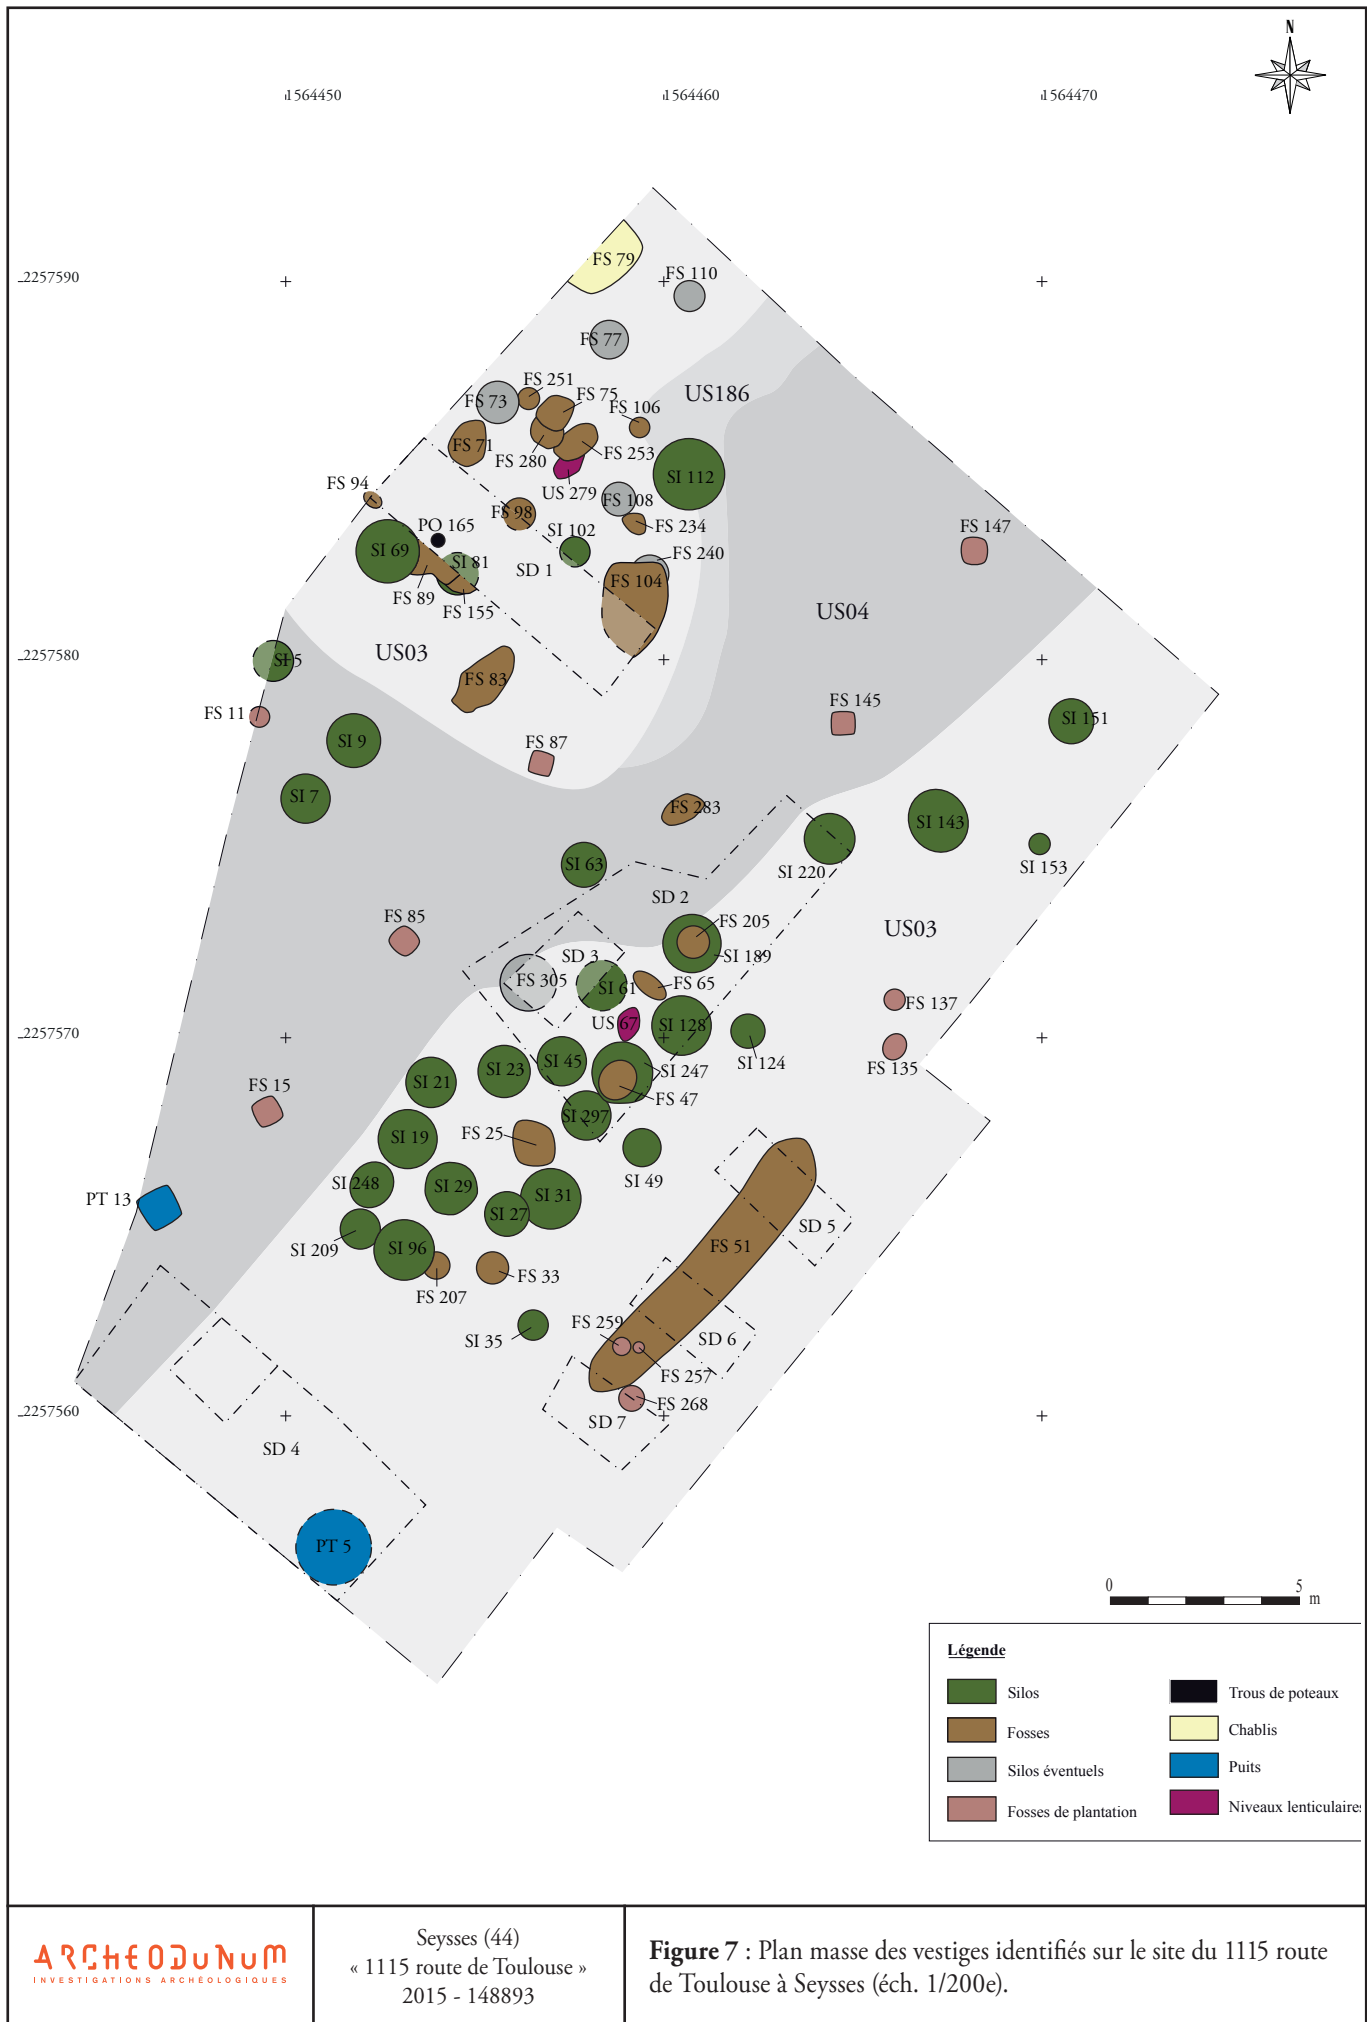 N
1564450
1564460
1564470
2257590
FS 79
FS 110
FS 77
FS 251
FS 73
FS 75
US186
FS 106
FS 71
FS 280
FS 253
US 279
SI 112
FS 94
FS 108
FS 98
PO 165
SI 102
FS 234
FS 147
SI 69
SI 81
SD 1
FS 240
FS 104
FS 89
FS 155
US04
US03
2257580
SI 5
FS 83
FS 11
FS 145
SI 151
SI 9
FS 87
SI 7
FS 283
SI 143
SI 63
SI 220
SI 153
SD 2
FS 85
FS 205
US03
SI 189
SD 3
FS 305
SI 61
FS 65
FS 137
US 67
SI 128
2257570
SI 124
FS 135
SI 45
SI 23
SI 247
SI 21
FS 15
FS 47
SI 297
SI 19
FS 25
SI 49
SI 248
SI 29
SI 31
PT 13
SI 27
SD 5
SI 209
SI 96
FS 51
FS 33
FS 207
FS 259
SI 35
SD 6
FS 257
FS 268
2257560
SD 7
SD 4
PT 5
0 5
m
Légende
Silos
Trous de poteaux
Fosses
Chablis
Silos éventuels
Puits
Fosses de plantation
Niveaux lenticulaires
ARCHEODUNUM
INVESTIGATIONS ARCHÉOLOGIQUES
Seysses (44)
« 1115 route de Toulouse »
2015 - 148893
Figure 7 : Plan masse des vestiges identifiés sur le site du 1115 route
de Toulouse à Seysses (éch. 1/200e).